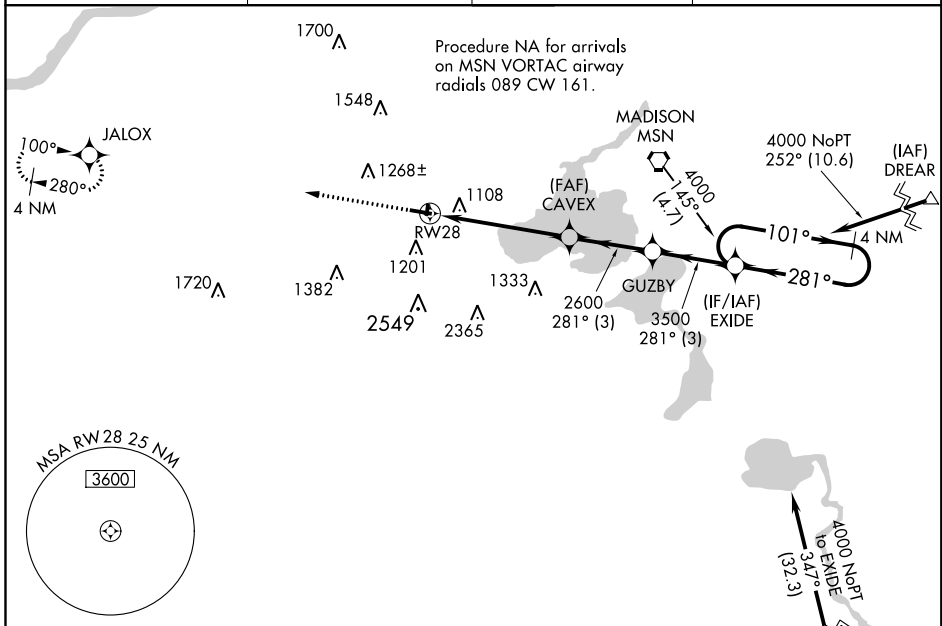 1700
Procedure NA for arrivals
on MSN VORTAC airway
radials 089 CW 161.
1548
MADISON
MSN
JALOX
100°
280°
4 NM
4000 NoPT
252° (10.6)
(IAF)
DREAR
1268±
(FAF)
CAVEX
4000
145°
(4.7)
1108
RW28
101°
4 NM
281°
1201
GUZBY
(IF/IAF)
EXIDE
1720
1382
1333
2600
281° (3)
3500
281° (3)
2549
2365
MSA RW 28 25 NM
3600
4000 NoPT
to EXIDE
347°
(32.3)